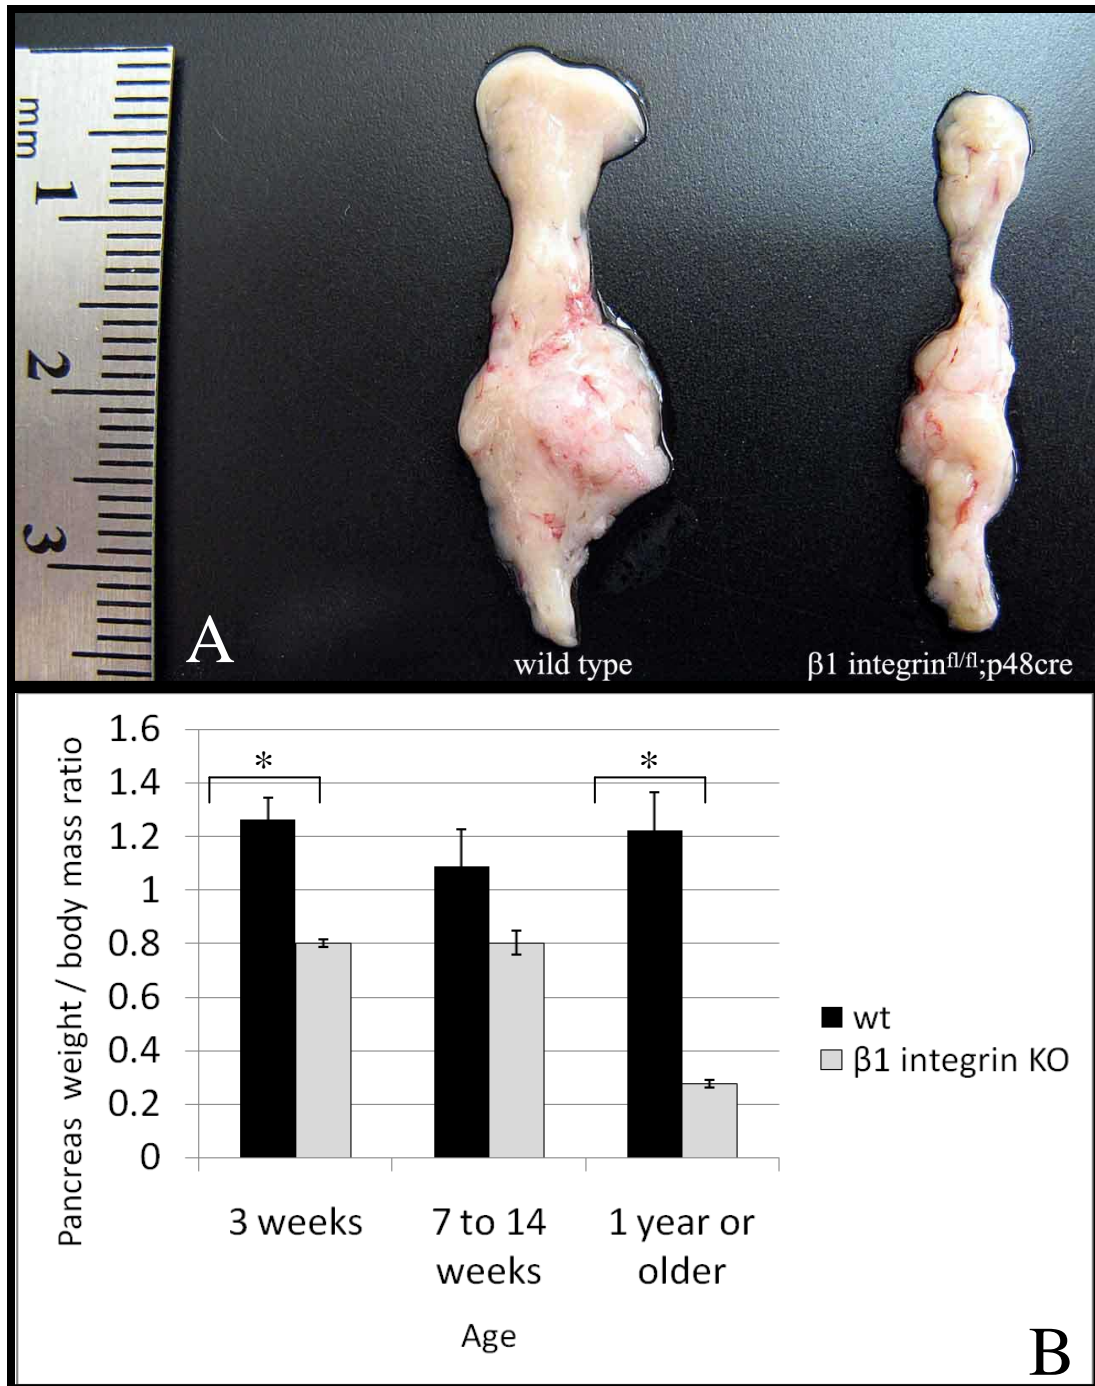 mm
1
2
3
A
wild type
β1 integrinfl/fl;p48cre
Pancreas weight / body mass ratio
1.6
1.4
1.2
1
0.8
0.6
0.4
0.2
0
*
*
3 weeks
7 to 14
weeks
1 year or
older
Age
wt
β1 integrin KO
B